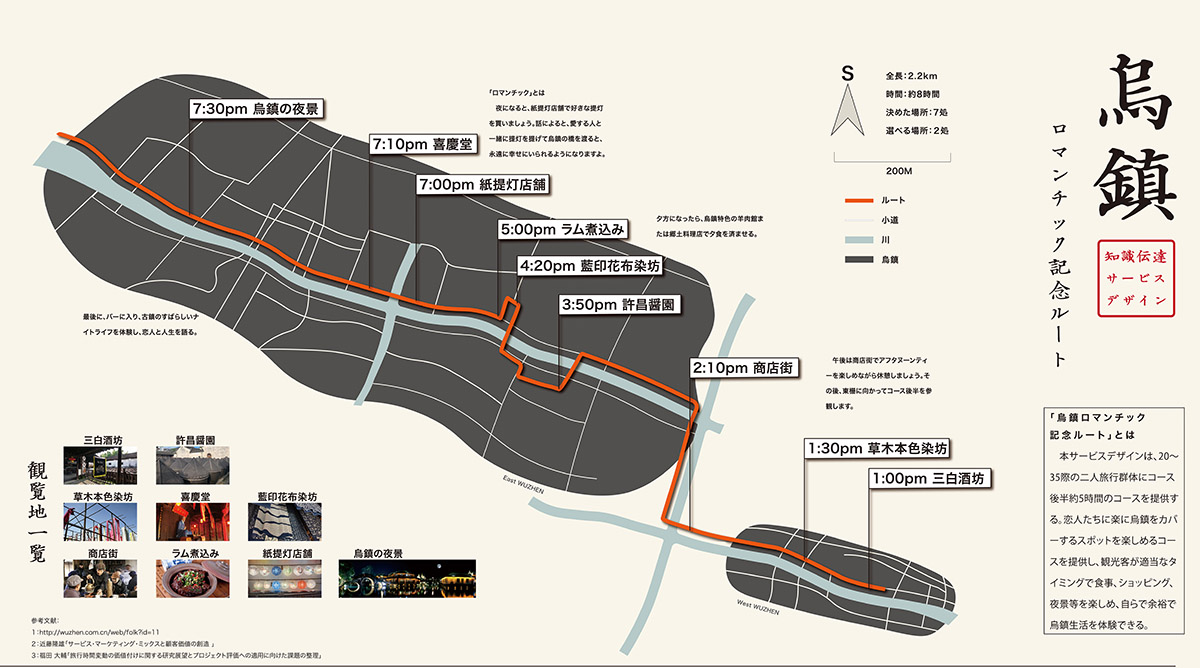 烏鎮
ロマンチック記念ルート
知識伝達
サービス
デザイン
S
全長：2.2km
時間：約8時間
決めた場所：7処
選べる場所：2処
200M
ルート
小道
川
烏鎮
7:30pm 烏鎮の夜景
7:10pm 喜慶堂
7:00pm 紙提灯店舗
5:00pm ラム煮込み
4:20pm 藍印花布染坊
3:50pm 許昌醤園
2:10pm 商店街
1:30pm 草木本色染坊
1:00pm 三白酒坊
「ロマンチック」とは
夜になると、紙提灯店舗で好きな提灯
を買いましょう。話によると、愛する人と
一緒に提灯を提げて烏鎮の橋を渡ると、
永遠に幸せにいられるようになりますよ。
夕方になったら、烏鎮特色の羊肉館ま
たは郷土料理店で夕食を済ませる。
午後は商店街でアフタヌーンティ
ーを楽しめながら休憩しましょう。そ
の後、東柵に向かってコース後半を参
観します。
最後に、バーに入り、古鎮のすばらしいナ
イトライフを体験し、恋人と人生を語る。
East WUZHEN
West WUZHEN
「烏鎮ロマンチック
記念ルート」とは
本サービスデザインは、20〜
35際の二人旅行群体にコース
後半約5時間のコースを提供す
る。恋人たちに楽に烏鎮をカバ
ーするスポットを楽しめるコー
スを提供し、観光客が適当なタ
イミングで食事、ショッピング、
夜景等を楽しめ、自らで余裕で
烏鎮生活を体験できる。
観覧地一覧
三白酒坊
許昌醤園
草木本色染坊
喜慶堂
藍印花布染坊
商店街
ラム煮込み
紙提灯店舗
烏鎮の夜景
参考文献：
1：http://wuzhen.com.cn/web/folk?id=11
2：近藤隆雄「サービス・マーケティング・ミックスと顧客価値の創造 」
3：福田 大輔「旅行時間変動の価値付けに関する研究展望とプロジェクト評価への適用に向けた課題の整理」